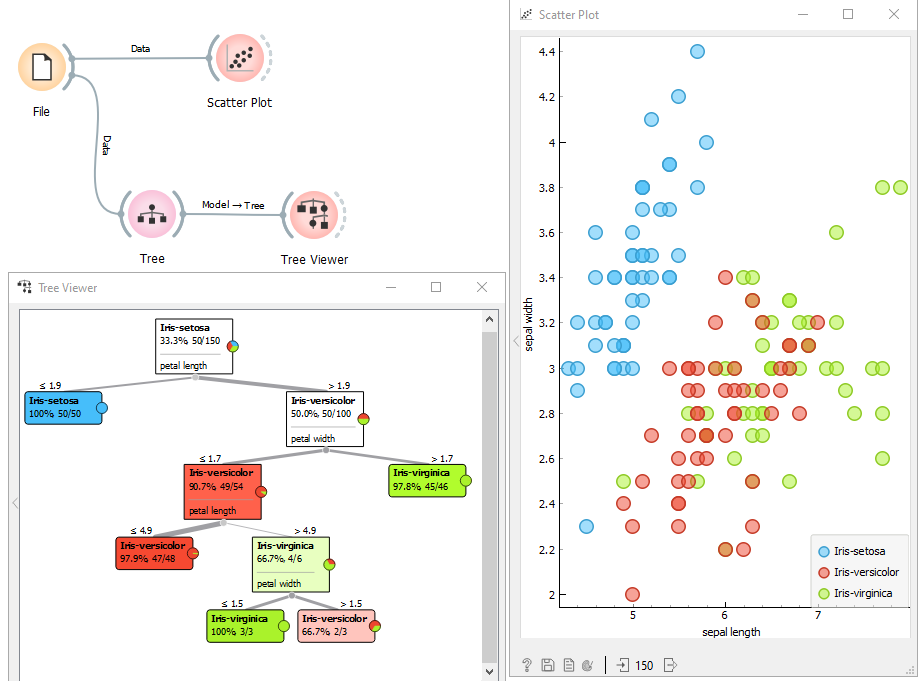 Data
File
Scatter Plot
Data
Model → Tree
Tree
Tree Viewer
Tree Viewer
Iris-setosa
33.3% 50/150
petal length
≤ 1.9
> 1.9
Iris-setosa
100% 50/50
Iris-versicolor
50.0%, 50/100
petal width
≤ 1.7
> 1.7
Iris-versicolor
90.7% 49/54
petal length
Iris-virginica
97.8% 45/46
≤ 4.9
> 4.9
Iris-versicolor
97.9% 47/48
Iris-virginica
66.7%, 4/6
petal width
≤ 1.5
> 1.5
Iris-virginica
100% 3/3
Iris-versicolor
66.7% 2/3
Scatter Plot
4.4
4.2
4
3.8
3.6
3.4
3.2
3
2.8
2.6
2.4
2.2
2
sepal width
5
6
7
sepal length
Iris-setosa
Iris-versicolor
Iris-virginica
? 150